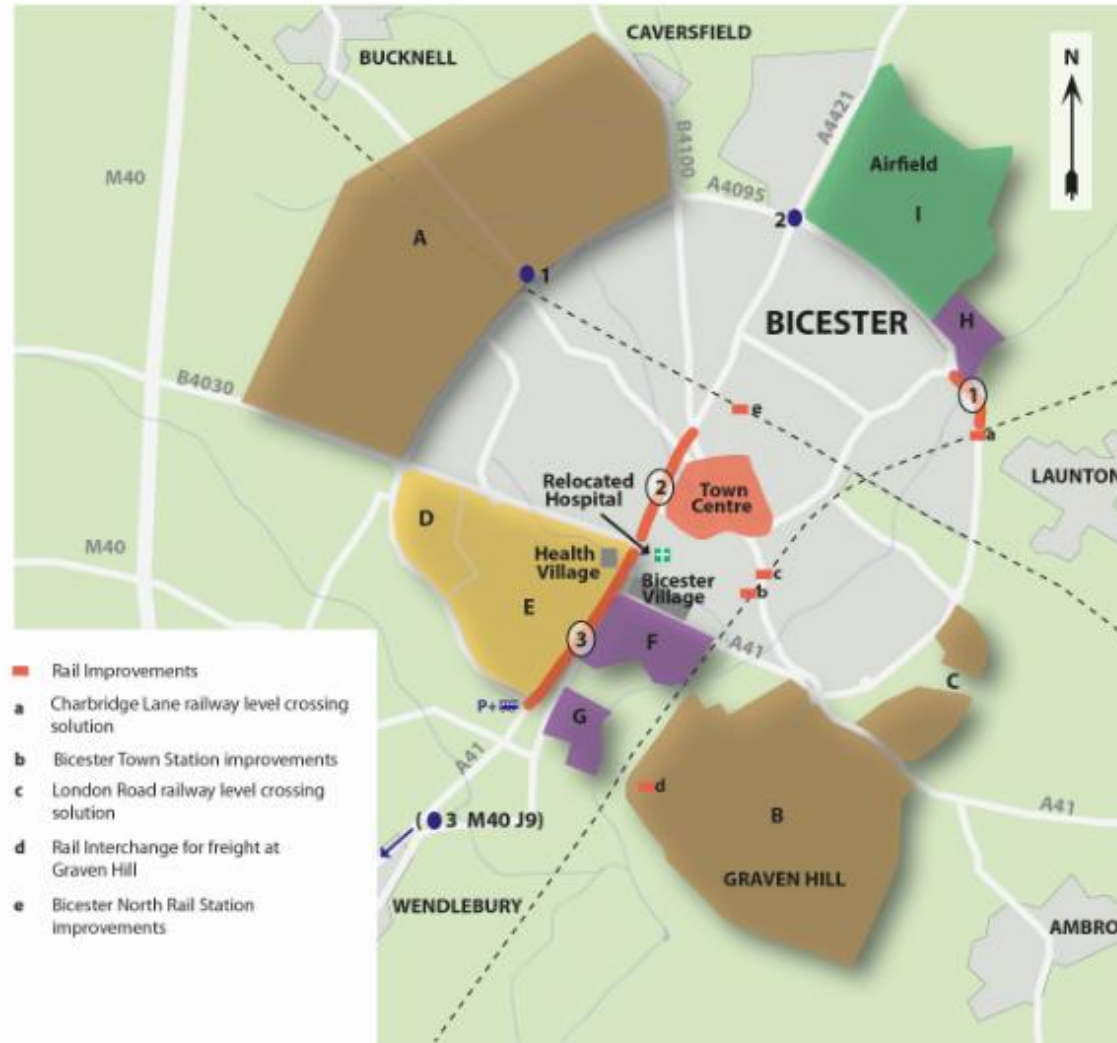 CAVERSFIELD
BUCKNELL
N
A4421
B4100
M40
Airfield
A4095
I
A
2
1
BICESTER
H
B4030
1
e
a
LAUNTON
Relocated
Hospital
2
Town
Centre
D
M40
Health
Village
c
Bicester
Village
b
E
3
F
A41
C
P+
G
A41
d
A41
B
( 3 M40 J9)
GRAVEN HILL
WENDLEBURY
AMBRO
Rail Improvements
a Charbridge Lane railway level crossing
solution
b Bicester Town Station improvements
c London Road railway level crossing
solution
d Rail Interchange for freight at
Graven Hill
e Bicester North Rail Station
improvements